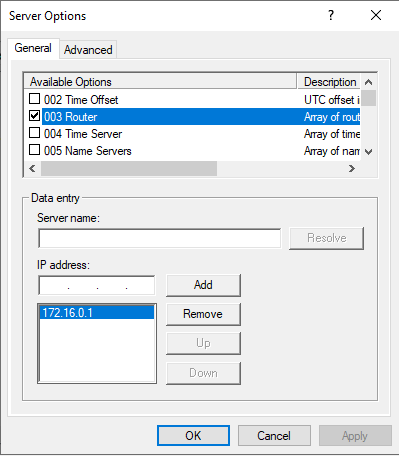 Server Options
General Advanced
Available Options Description
002 Time Offset UTC offset i
003 Router Array of rout
004 Time Server Array of time
005 Name Servers Array of nam
Data entry
Server name:
Resolve
IP address:
. . . Add
172.16.0.1 Remove
Up
Down
OK Cancel Apply